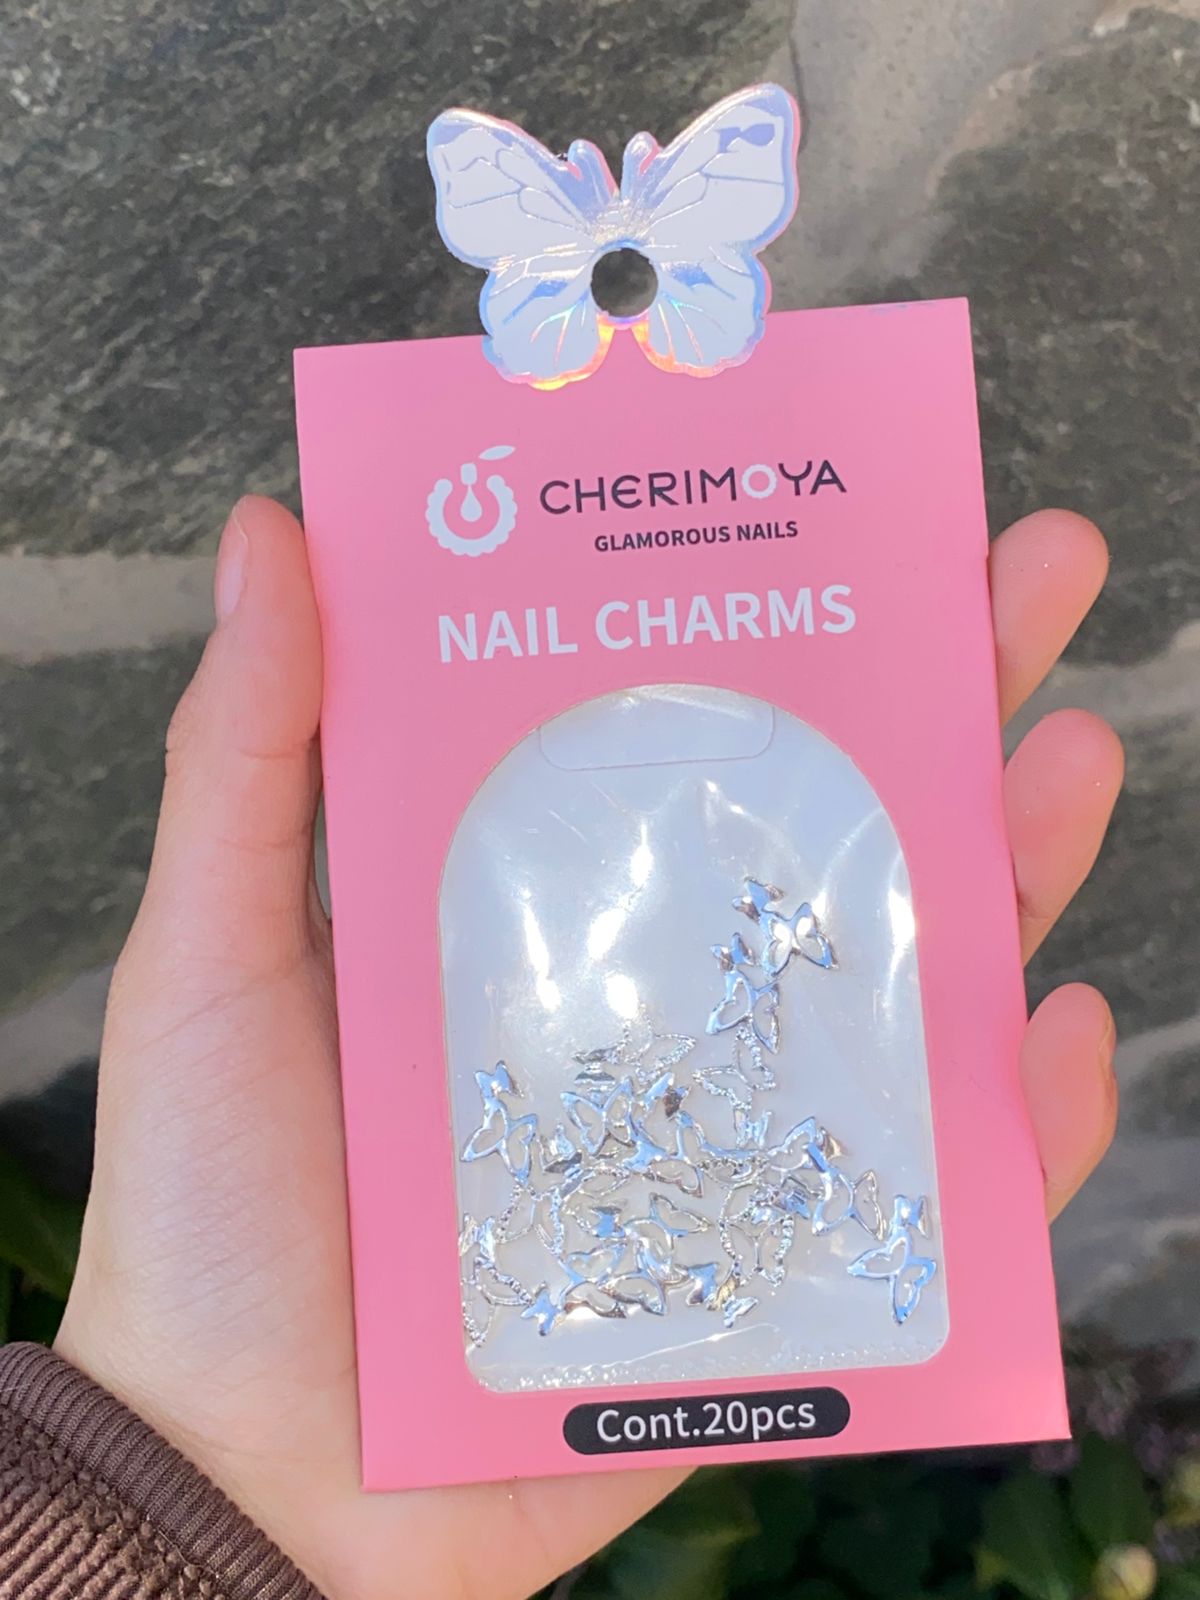 CHERIMOYA
GLAMOROUS NAILS
NAIL CHARMS
Cont.20pcs